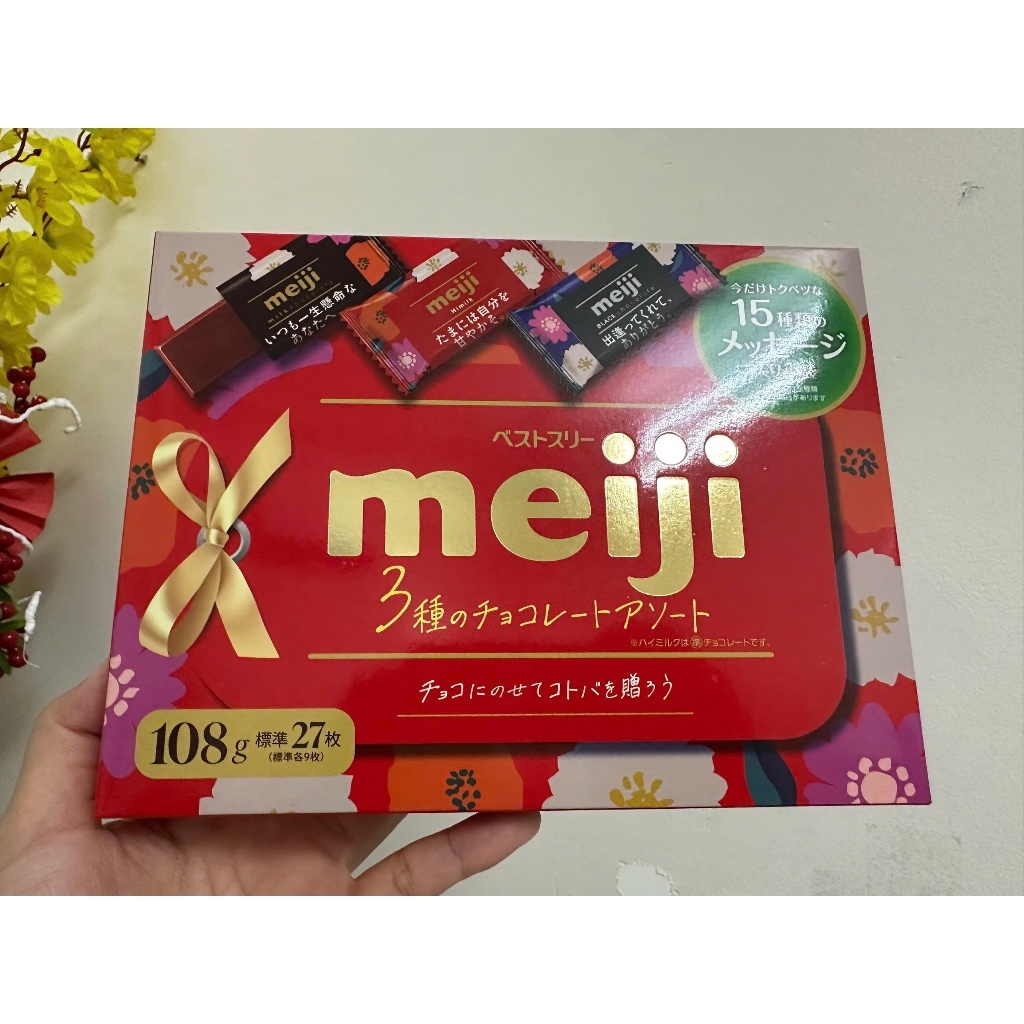 meiji
milk chocolate
いつも一生懸命な
あなたへ
meiji
Himilk
たまには自分を
甘やかそ。
meiji
BLACK chocolate
出逢ってくれて、
ありがとう
今だけトクベツな
15種類の
メッセージ
ベストスリー
meiji
3種のチョコレートアソート
※ハイミルクは準チョコレートです。
チョコにのせてコトバを贈ろう
108g 標準27枚
(標準各9枚)